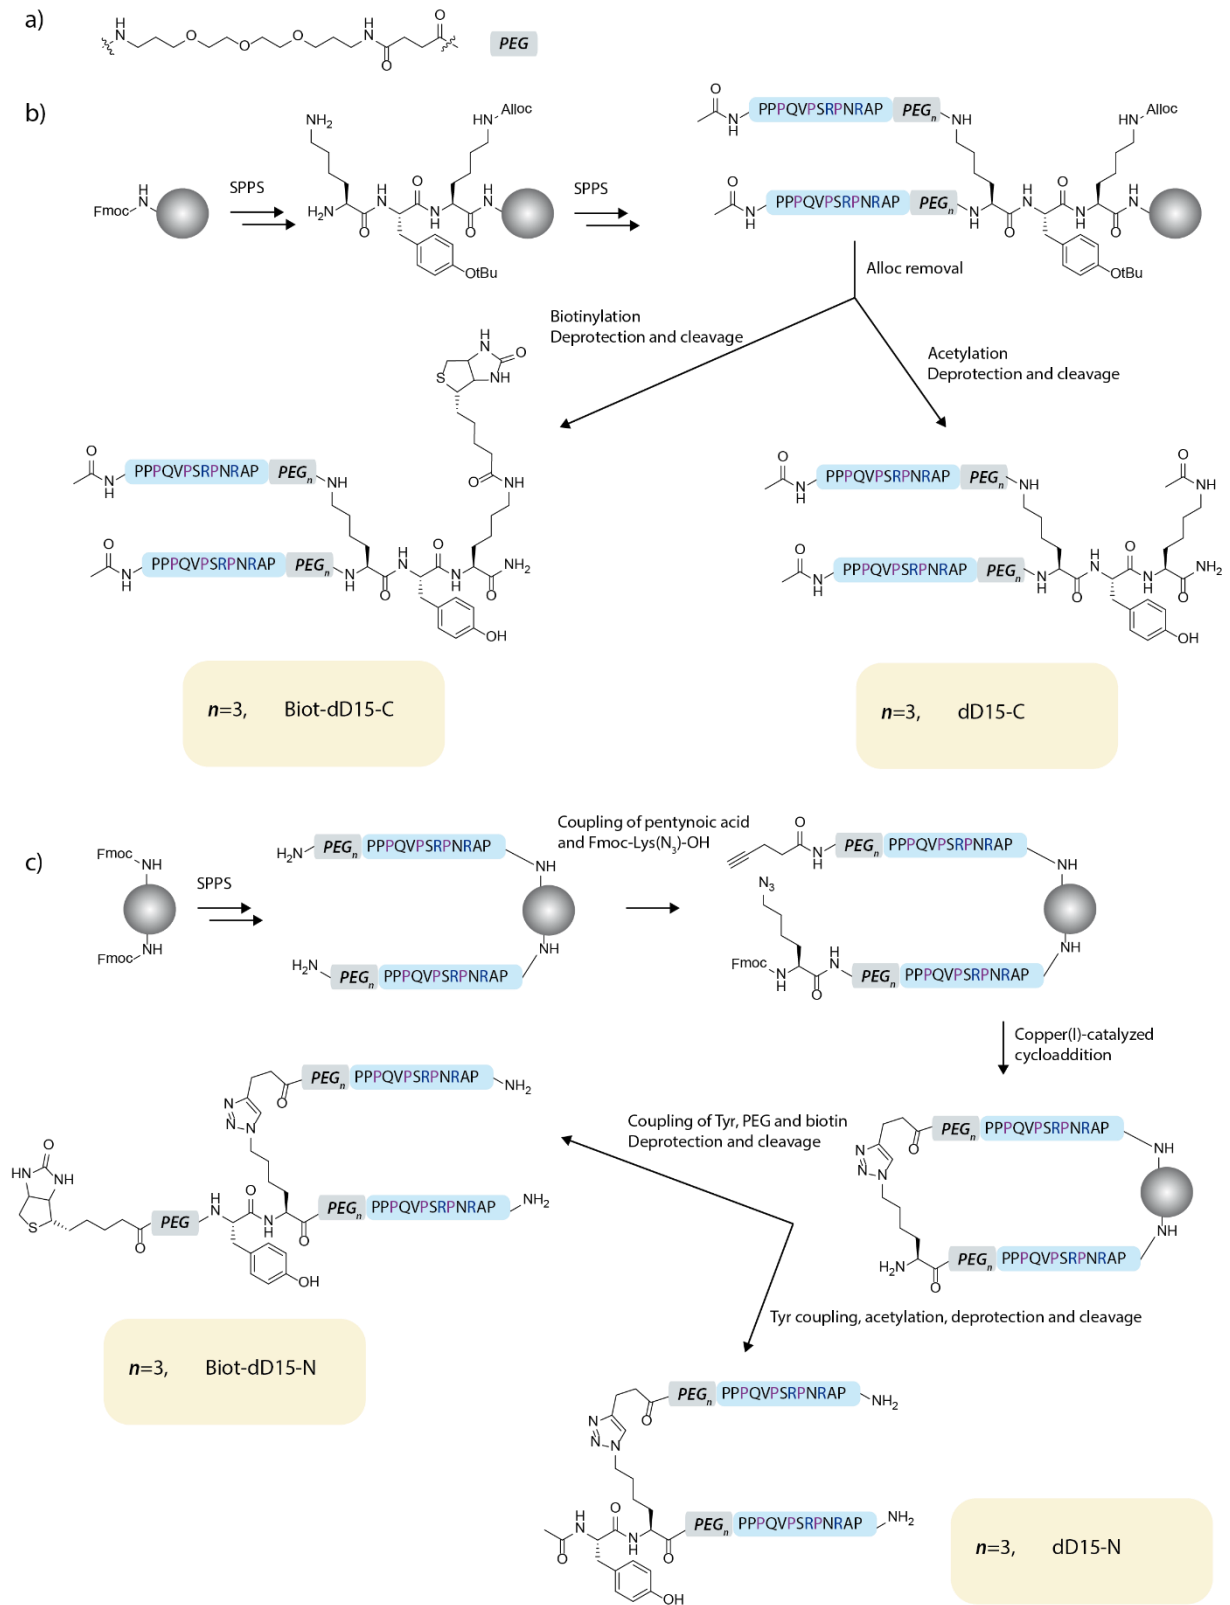 a)
H
N
O
O
O
H
N
O
O
PEG
b)
H
N
Fmoc
SPPS
NH2
H2N
O
H
N
O
OtBu
N
H
O
HN
Alloc
H
N
SPPS
O
N
H
PPPQVPSRPNRAP
PEGn
NH
O
N
H
PPPQVPSRPNRAP
PEGn
N
H
O
H
N
O
N
H
O
H
N
HN
Alloc
OtBu
Alloc removal
Biotinylation
Deprotection and cleavage
Acetylation
Deprotection and cleavage
H
N
O
S
NH
O
NH
O
N
H
PPPQVPSRPNRAP
PEGn
NH
O
N
H
PPPQVPSRPNRAP
PEGn
N
H
O
H
N
O
N
H
O
NH2
OH
O
N
H
PPPQVPSRPNRAP
PEGn
NH
O
NH
O
N
H
PPPQVPSRPNRAP
PEGn
N
H
O
H
N
O
N
H
O
NH2
OH
n=3, Biot-dD15-C
n=3, dD15-C
c)
Fmoc
NH
Fmoc
NH
SPPS
H2N
PEGn
PPPQVPSRPNRAP
NH
NH
H2N
PEGn
PPPQVPSRPNRAP
Coupling of pentynoic acid
and Fmoc-Lys(N3)-OH
O
N
H
PEGn
PPPQVPSRPNRAP
NH
N3
Fmoc
N
H
O
H
N
PEGn
PPPQVPSRPNRAP
NH
Copper(I)-catalyzed
cycloaddition
N
N
N
O
PEGn
PPPQVPSRPNRAP
NH
NH
H2N
O
PEGn
PPPQVPSRPNRAP
Coupling of Tyr, PEG and biotin
Deprotection and cleavage
N
N
N
O
PEGn
PPPQVPSRPNRAP
NH2
O
HN
NH
S
O
PEG
H
N
O
N
H
O
PEGn
PPPQVPSRPNRAP
NH2
OH
Tyr coupling, acetylation, deprotection and cleavage
n=3, Biot-dD15-N
N
N
N
O
PEGn
PPPQVPSRPNRAP
NH2
O
H
N
O
N
H
O
PEGn
PPPQVPSRPNRAP
NH2
OH
n=3, dD15-N